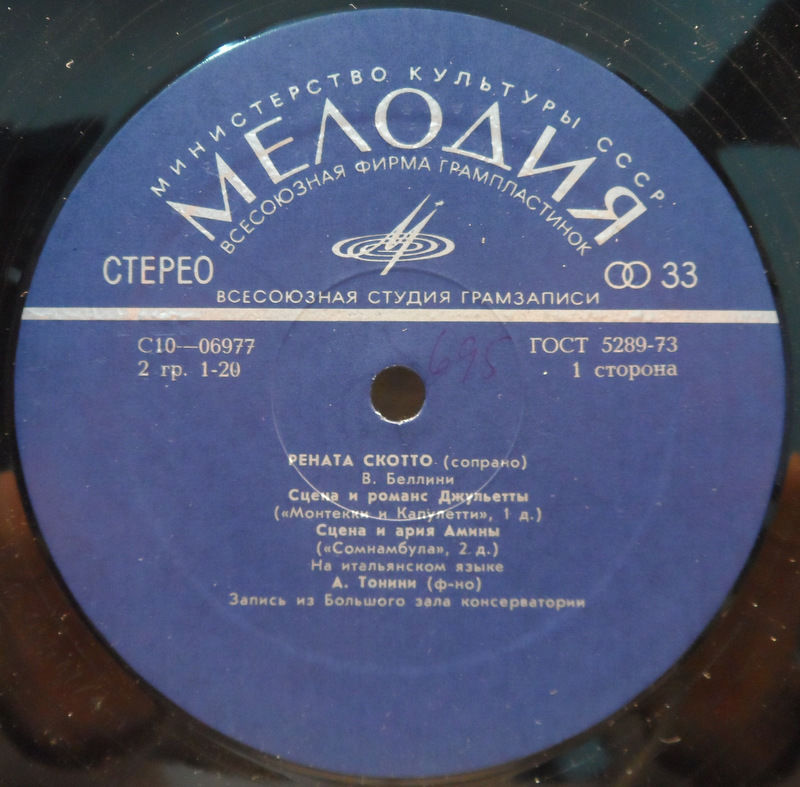 МИНИСТЕРСТВО КУЛЬТУРЫ СССР
МЕЛОДИЯ
ВСЕСОЮЗНАЯ ФИРМА ГРАМПЛАСТИНОК
СТЕРЕО
33
ВСЕСОЮЗНАЯ СТУДИЯ ГРАМЗАПИСИ
С10—06977
ГОСТ 5289-73
2 гр. 1-20
1 сторона
695
РЕНАТА СКОТТО (сопрано)
В. Беллини
Сцена и романс Джульетты
(«Монтекки и Капулетти», 1 д.)
Сцена и ария Амины
(«Сомнамбула», 2 д.)
На итальянском языке
А. Тонини (ф-но)
Запись из Большого зала консерватории